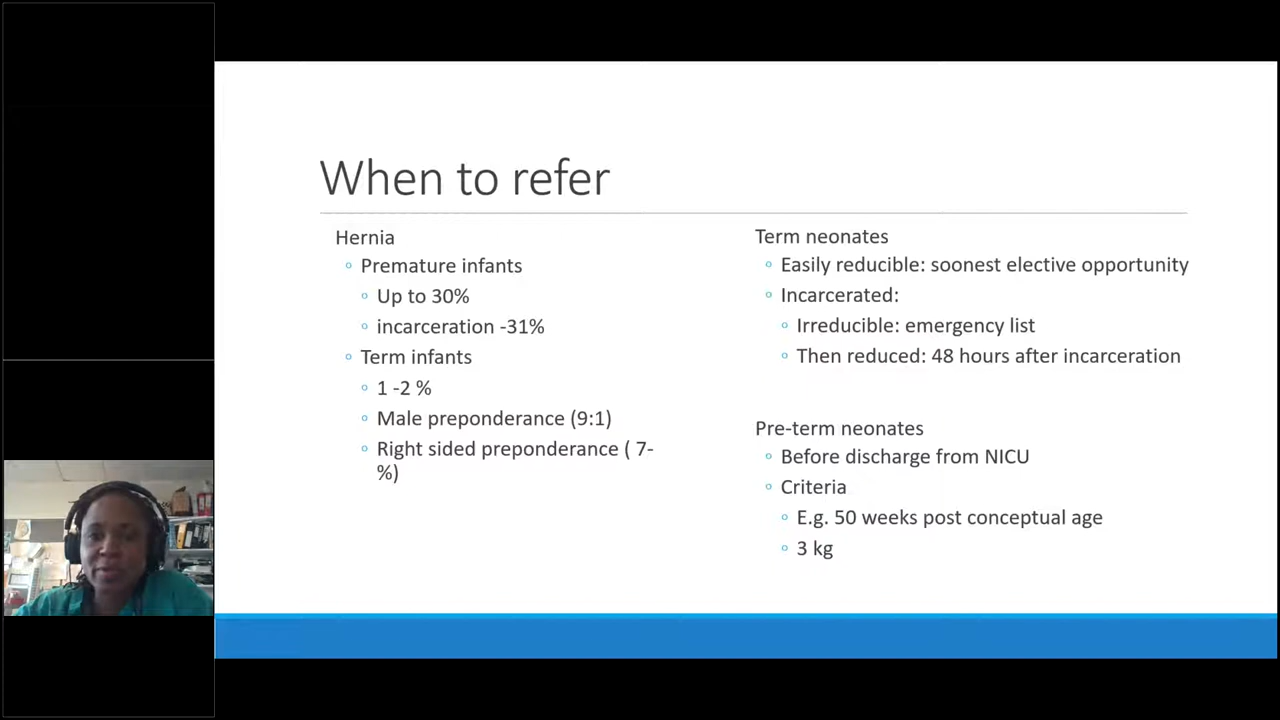 When to refer
Hernia
Premature infants
Up to 30%
incarceration -31%
Term infants
1 -2 %
Male preponderance (9:1)
Right sided preponderance ( 7-
%)
Term neonates
Easily reducible: soonest elective opportunity
Incarcerated:
Irreducible: emergency list
Then reduced: 48 hours after incarceration
Pre-term neonates
Before discharge from NICU
Criteria
E.g. 50 weeks post conceptual age
3 kg